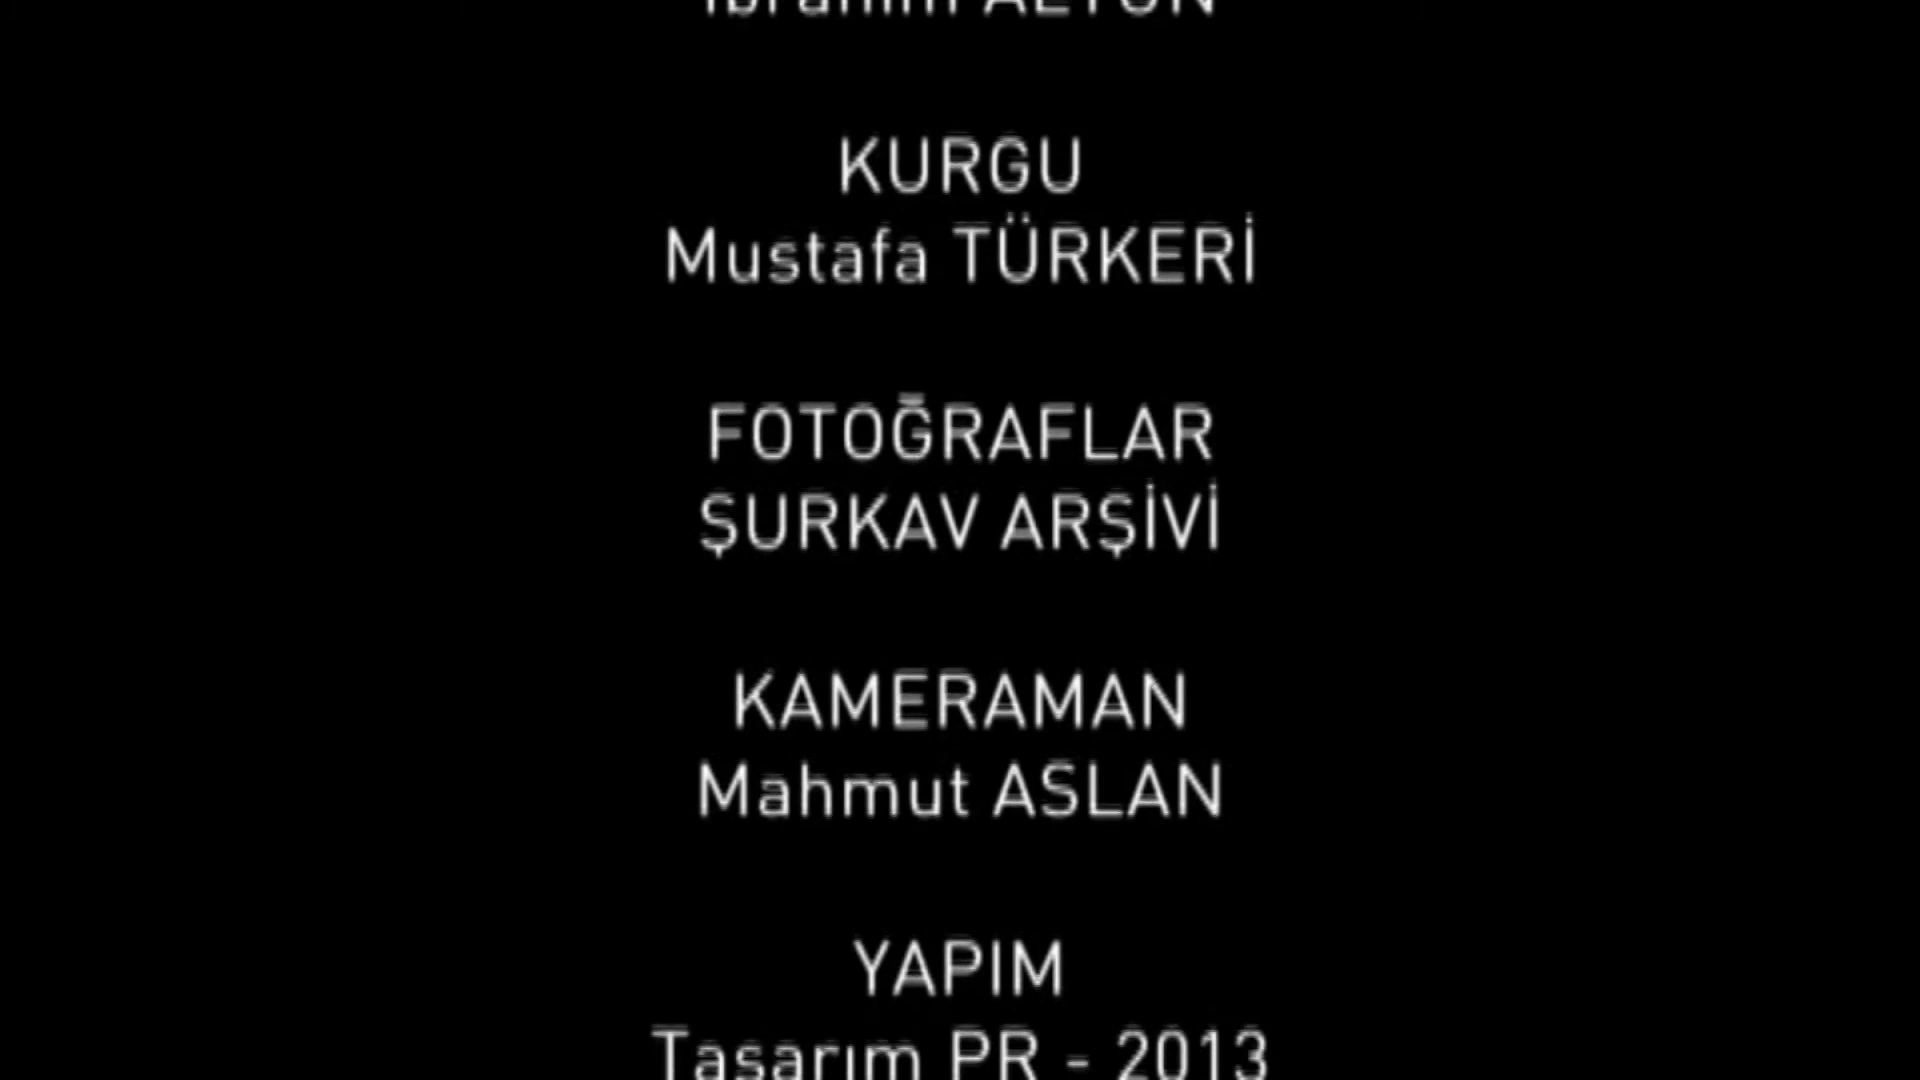 KURGU
Mustafa TÜRKERİ
FOTOĞRAFLAR
ŞURKAV ARŞİVİ
KAMERAMAN
Mahmut ASLAN
YAPIM
Tasarım PR - 2013